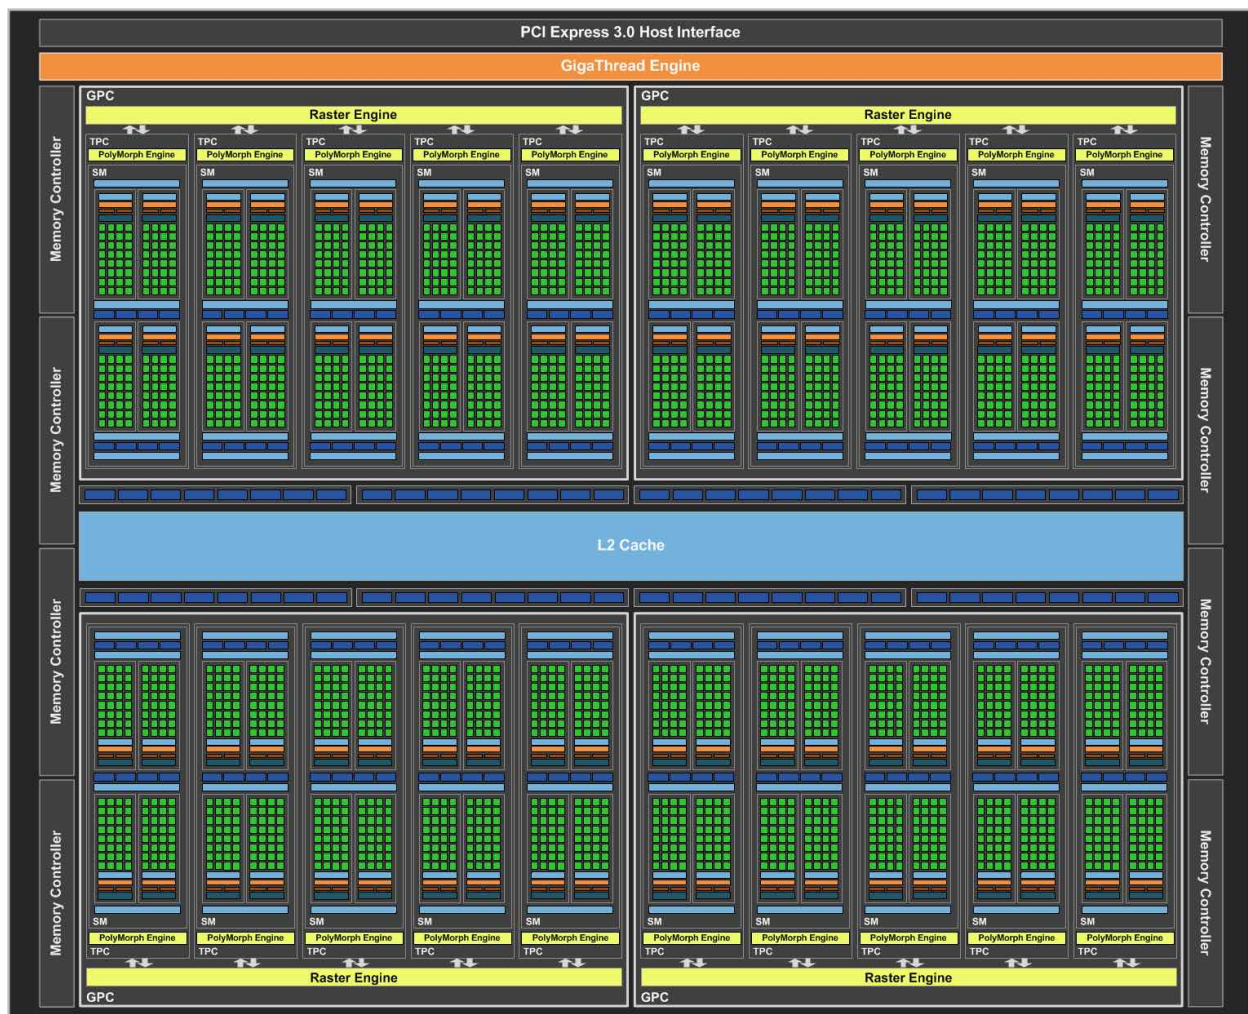 PCI Express 3.0 Host Interface
GigaThread Engine
Memory Controller
Memory Controller
Memory Controller
Memory Controller
GPC
Raster Engine
TPC TPC TPC TPC TPC
PolyMorph Engine PolyMorph Engine PolyMorph Engine PolyMorph Engine PolyMorph Engine
SM SM SM SM SM
GPC
Raster Engine
TPC TPC TPC TPC TPC
PolyMorph Engine PolyMorph Engine PolyMorph Engine PolyMorph Engine PolyMorph Engine
SM SM SM SM SM
L2 Cache
SM SM SM SM SM
PolyMorph Engine PolyMorph Engine PolyMorph Engine PolyMorph Engine PolyMorph Engine
TPC TPC TPC TPC TPC
Raster Engine
GPC
SM SM SM SM SM
PolyMorph Engine PolyMorph Engine PolyMorph Engine PolyMorph Engine PolyMorph Engine
TPC TPC TPC TPC TPC
Raster Engine
GPC
Memory Controller
Memory Controller
Memory Controller
Memory Controller